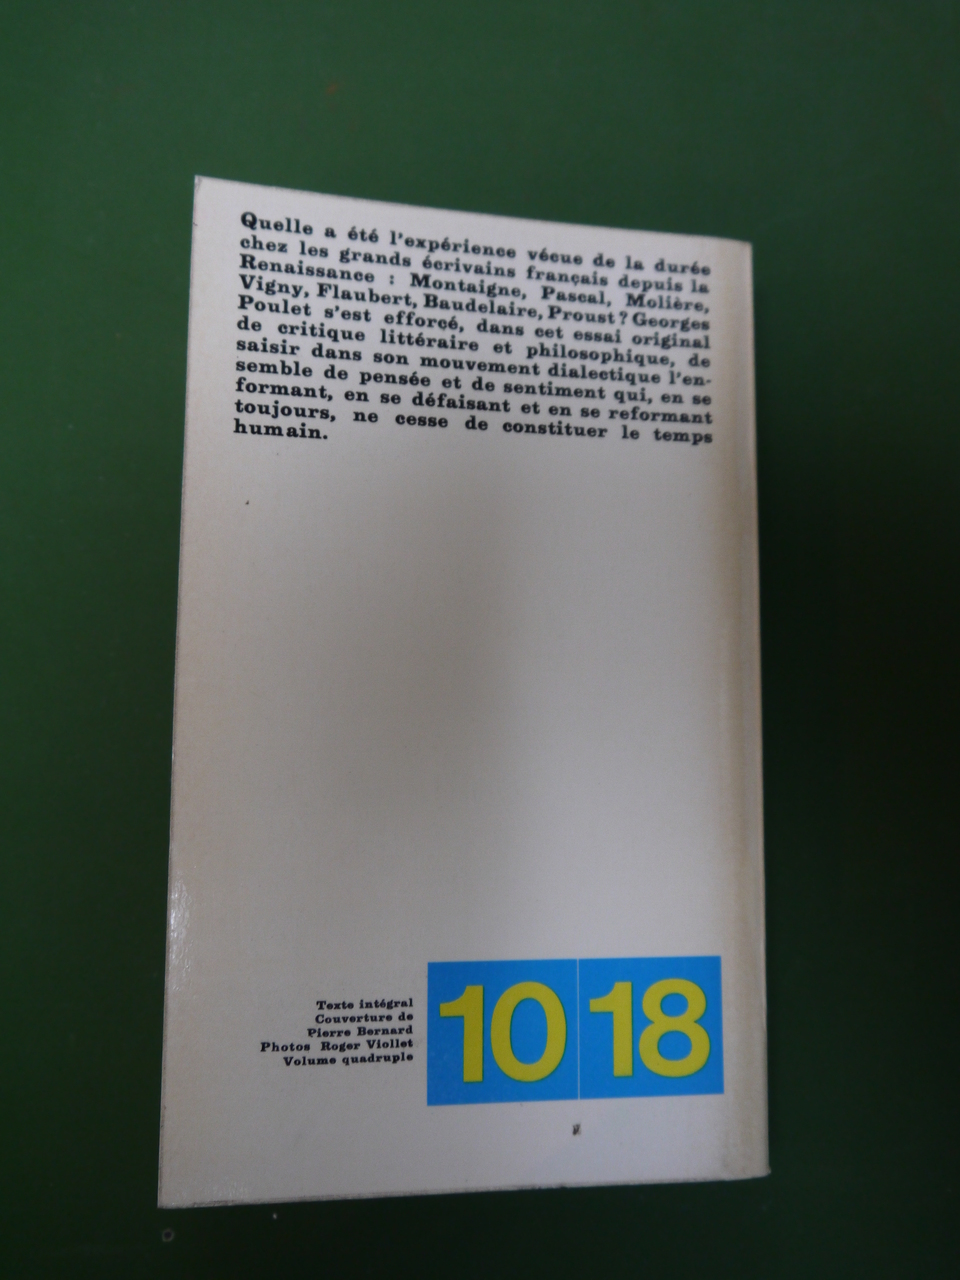 Quelle a été l'expérience vécue de la durée
chez les grands écrivains français depuis la
Renaissance : Montaigne, Pascal, Molière,
Vigny, Flaubert, Baudelaire, Proust ? Georges
Poulet s'est efforcé, dans cet essai original
de critique littéraire et philosophique, de
saisir dans son mouvement dialectique l'en-
semble de pensée et de sentiment qui, en se
formant, en se défaisant et en se reformant
toujours, ne cesse de constituer le temps
humain.
Texte intégral
Couverture de
Pierre Bernard
Photos Roger Viollet
Volume quadruple
10 18